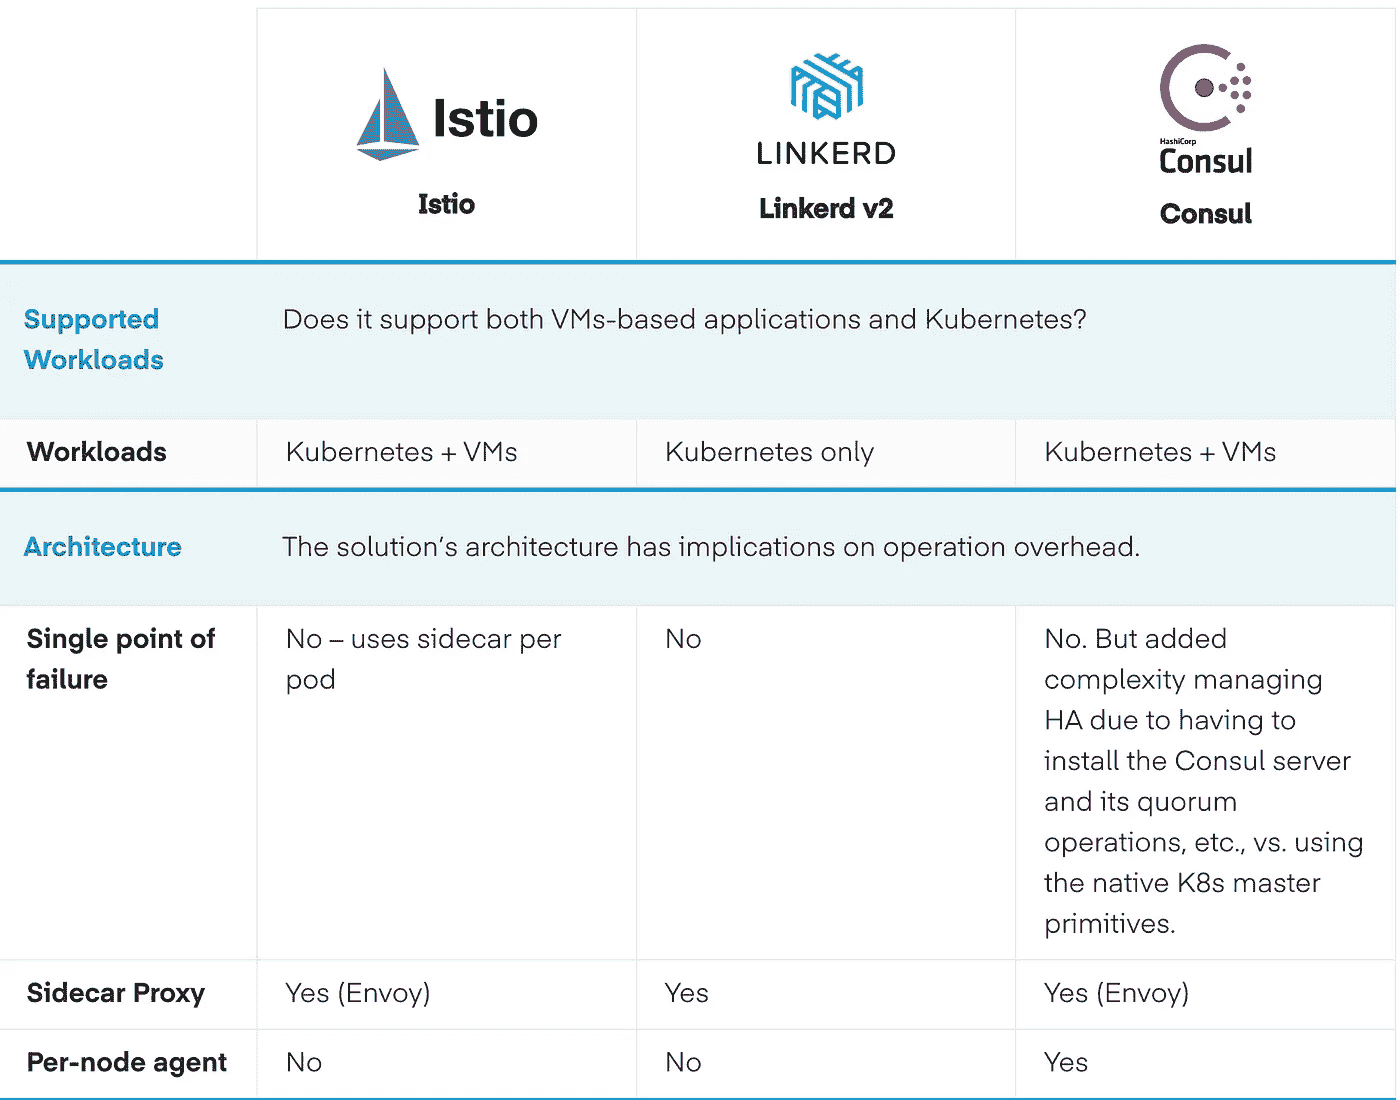 Istio
LINKERD
HashiCorp
Consul
Istio
Linkerd v2
Consul
Supported
Workloads
Does it support both VMs-based applications and Kubernetes?
Workloads
Kubernetes + VMs
Kubernetes only
Kubernetes + VMs
Architecture
The solution's architecture has implications on operation overhead.
Single point of
failure
No – uses sidecar per
pod
No
No. But added
complexity managing
HA due to having to
install the Consul server
and its quorum
operations, etc., vs. using
the native K8s master
primitives.
Sidecar Proxy
Yes (Envoy)
Yes
Yes (Envoy)
Per-node agent
No
No
Yes